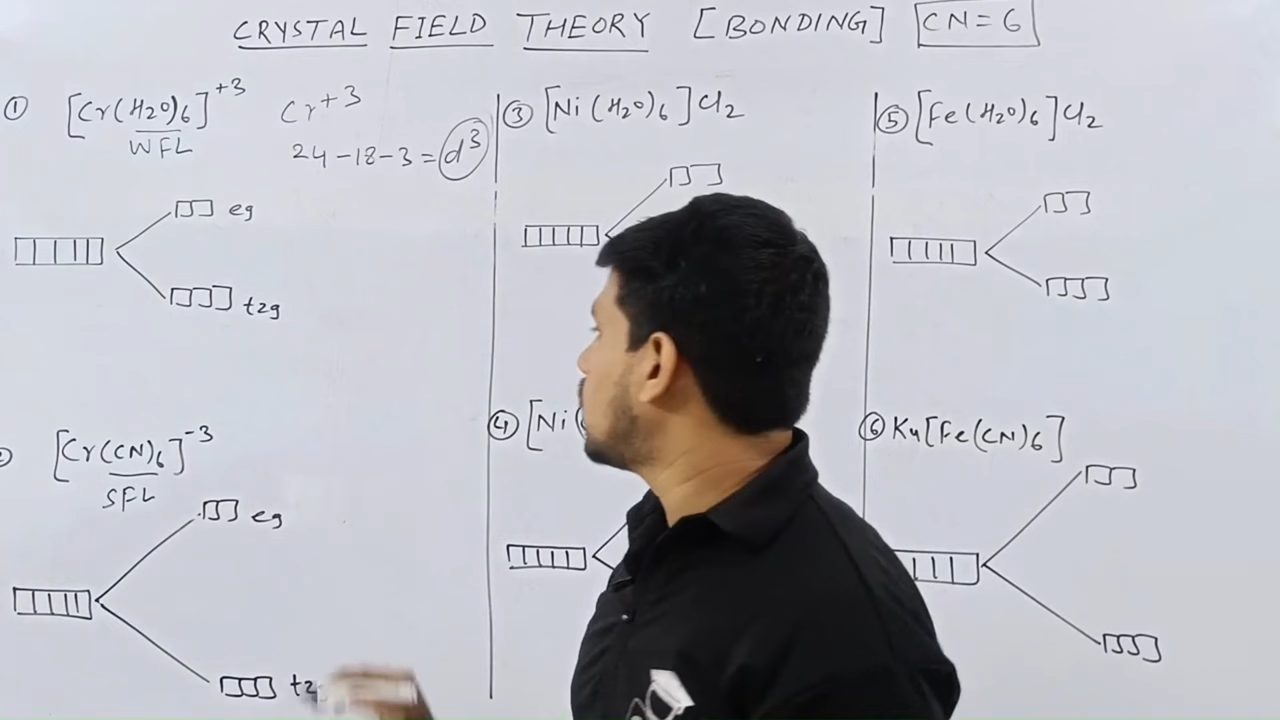 CRYSTAL FIELD THEORY [BONDING] CN=6
① [Cr(H2O)6]+3 Cr+3
WFL 24-18-3=d3
eg
t2g
② [Cr(CN)6]-3
SFL
eg
③ [Ni(H2O)6]Cl2
④ [Ni(
⑤ [Fe(H2O)6]Cl2
⑥ K4[Fe(CN)6]